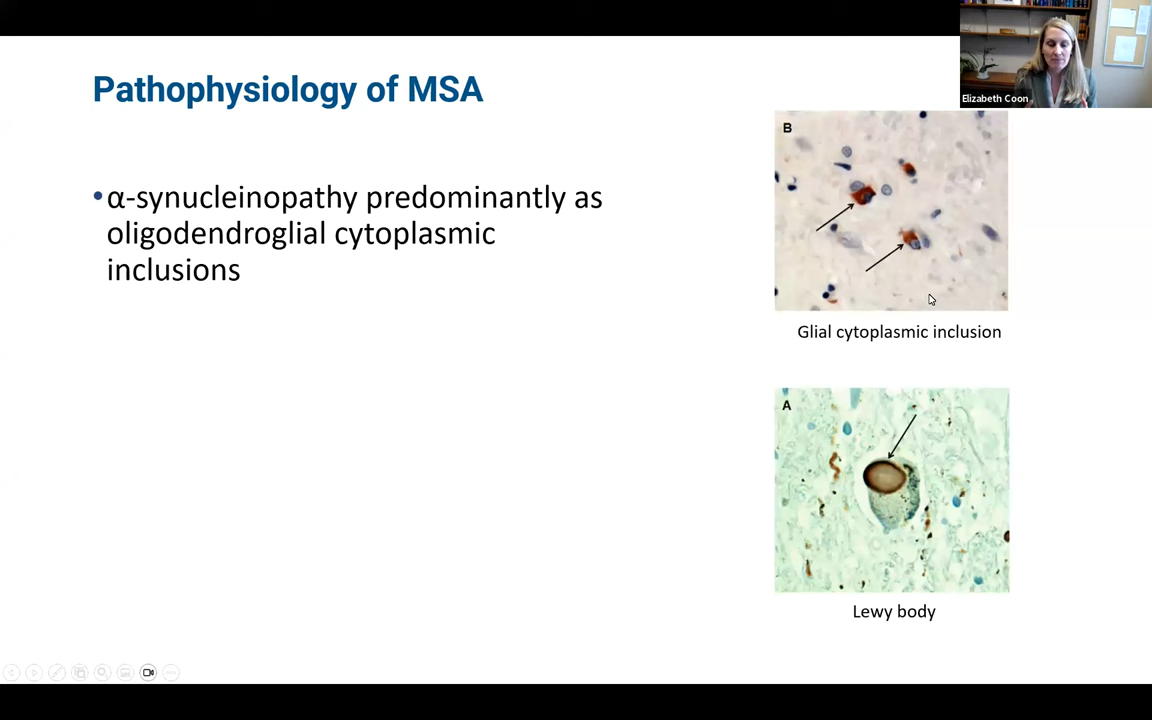 Pathophysiology of MSA
Elizabeth Coon
•α-synucleinopathy predominantly as
oligodendroglial cytoplasmic
inclusions
B
Glial cytoplasmic inclusion
A
Lewy body